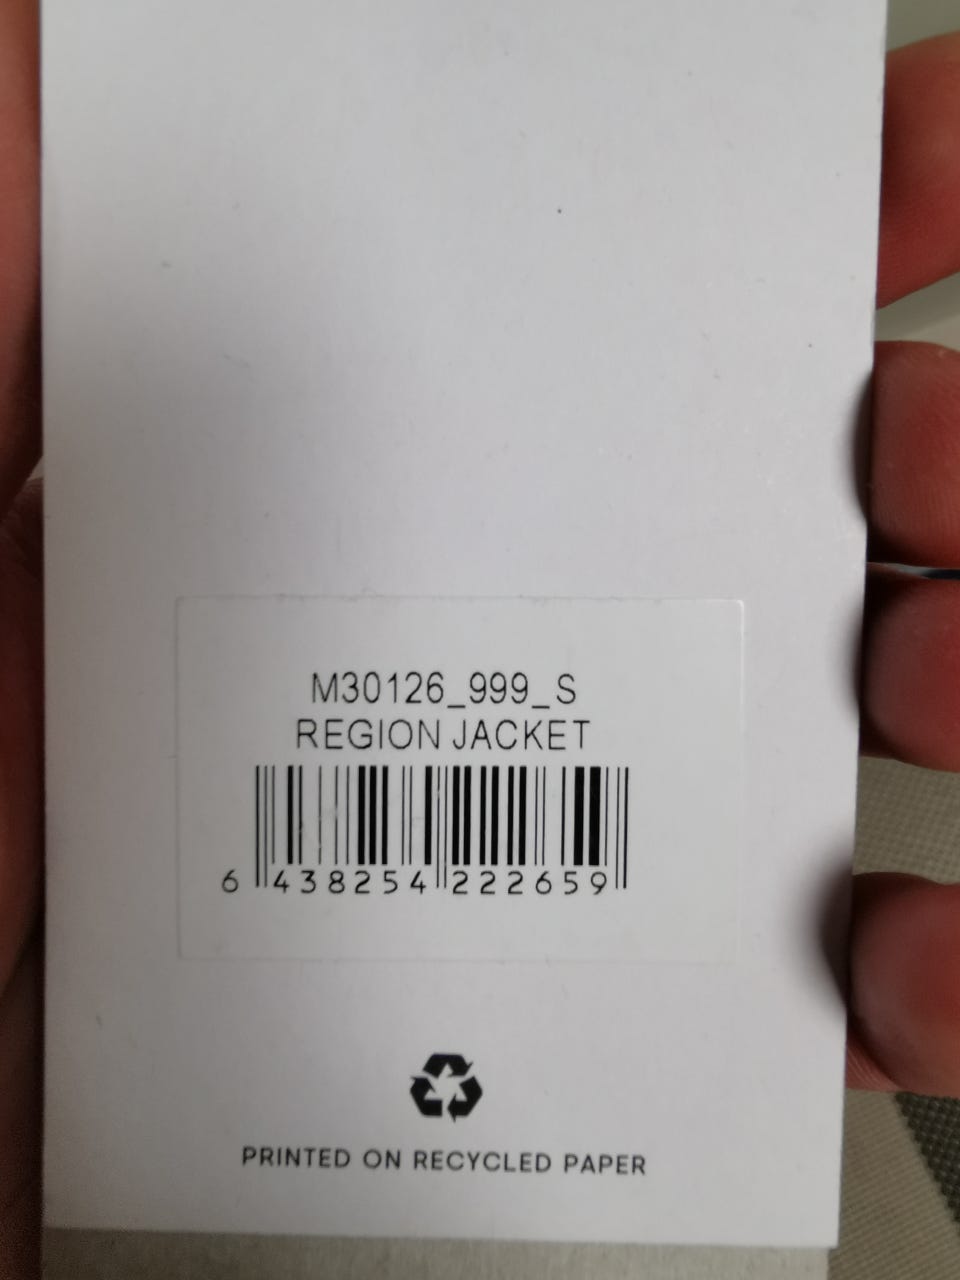 M30126_999_S
REGION JACKET
6 438254 222659
PRINTED ON RECYCLED PAPER